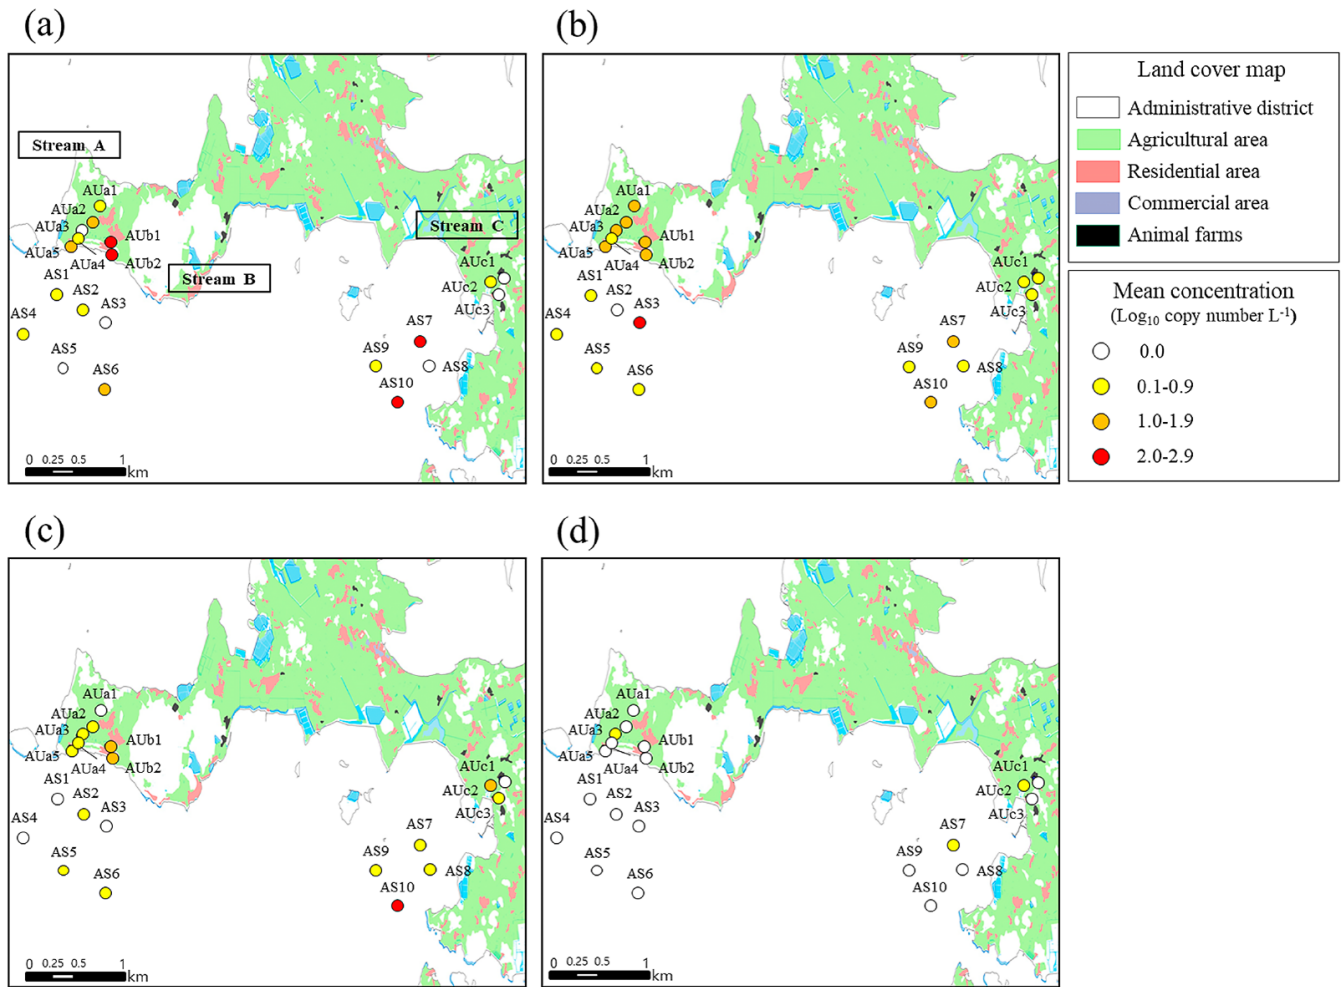 (a)
Stream A
AUa1
AUa2
AUa3
AUa5
AUa4
AUb1
AUb2
Stream B
Stream C
AUc1
AUc2
AUc3
AS1
AS2
AS3
AS4
AS5
AS6
AS7
AS9
AS8
AS10
0 0.25 0.5 1
km
(b)
AUa1
AUa2
AUa3
AUa5
AUa4
AUb1
AUb2
AUc1
AUc2
AUc3
AS1
AS2
AS3
AS4
AS5
AS6
AS7
AS9
AS8
AS10
0 0.25 0.5 1
km
Land cover map
Administrative district
Agricultural area
Residential area
Commercial area
Animal farms
Mean concentration
(Log₁₀ copy number L⁻¹)
0.0
0.1-0.9
1.0-1.9
2.0-2.9
(c)
AUa1
AUa2
AUa3
AUa5
AUa4
AUb1
AUb2
AUc1
AUc2
AUc3
AS1
AS2
AS3
AS4
AS5
AS6
AS7
AS9
AS8
AS10
0 0.25 0.5 1
km
(d)
AUa1
AUa2
AUa3
AUa5
AUa4
AUb1
AUb2
AUc1
AUc2
AUc3
AS1
AS2
AS3
AS4
AS5
AS6
AS7
AS9
AS8
AS10
0 0.25 0.5 1
km